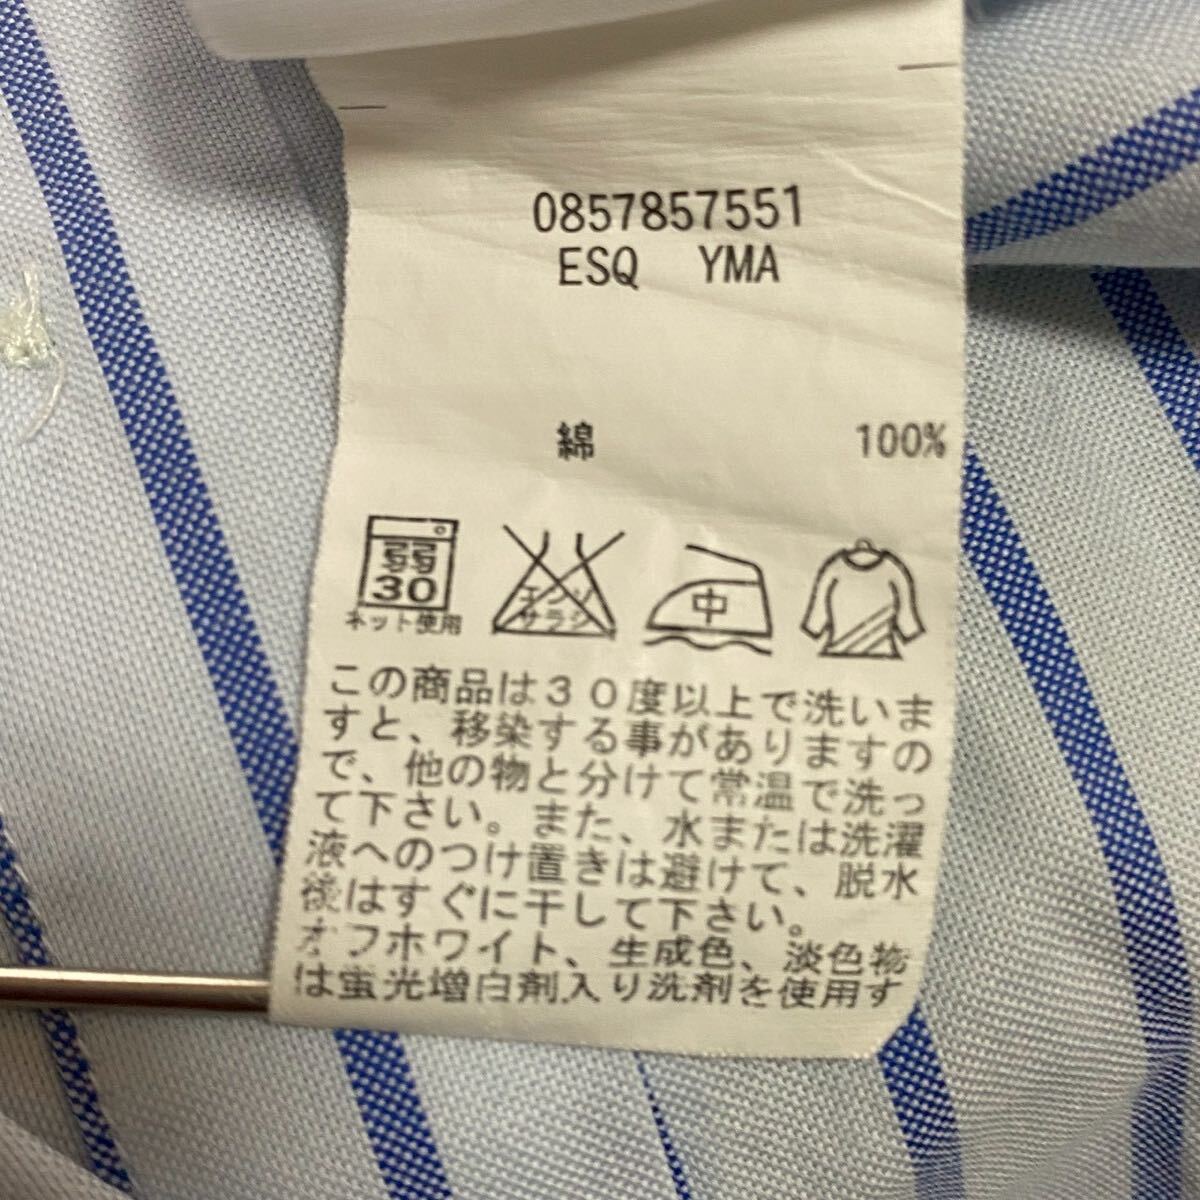 0857857551
ESQ YMA
綿 100%
弱
30
ネット使用
エンソ
サラシ
中
この商品は30度以上で洗いま
すと、移染する事がありますの
で、他の物と分けて常温で洗っ
て下さい。また、水または洗濯
液へのつけ置きは避けて、脱水
後はすぐに干して下さい。
オフホワイト、生成色、淡色物
は蛍光増白剤入り洗剤を使用す